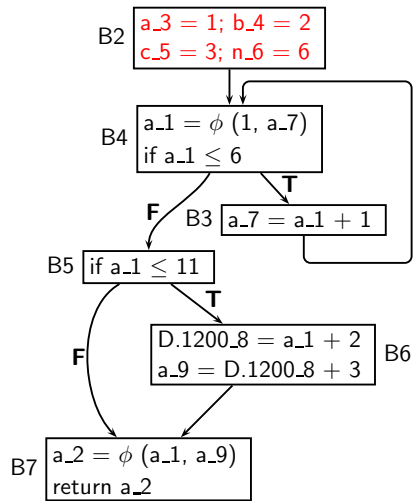 B2
a_3 = 1; b_4 = 2
c_5 = 3; n_6 = 6
B4
a_1 = ϕ (1, a_7)
if a_1 ≤ 6
F
T
B3
a_7 = a_1 + 1
B5
if a_1 ≤ 11
F
T
D.1200_8 = a_1 + 2
a_9 = D.1200_8 + 3
B6
B7
a_2 = ϕ (a_1, a_9)
return a_2